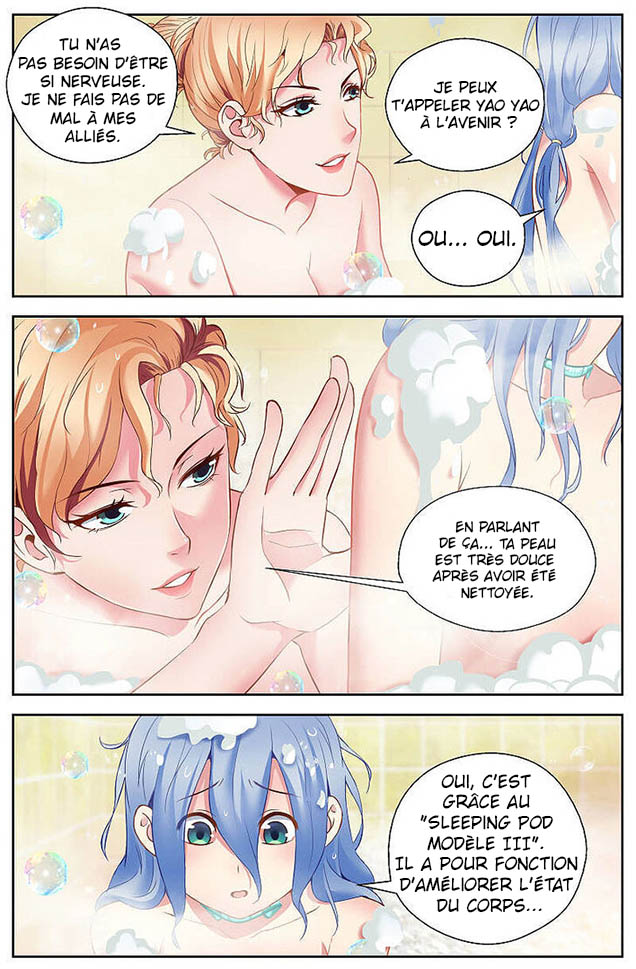 TU N'AS
PAS BESOIN D'ÊTRE
SI NERVEUSE.
JE NE FAIS PAS DE
MAL À MES
ALLIÉS.
JE PEUX
T'APPELER YAO YAO
À L'AVENIR ?
OU... OUI.
EN PARLANT
DE ÇA... TA PEAU
EST TRÈS DOUCE
APRÈS AVOIR ÉTÉ
NETTOYÉE.
OUI, C'EST
GRÂCE AU
"SLEEPING POD
MODÈLE III".
IL A POUR FONCTION
D'AMÉLIORER L'ÉTAT
DU CORPS...